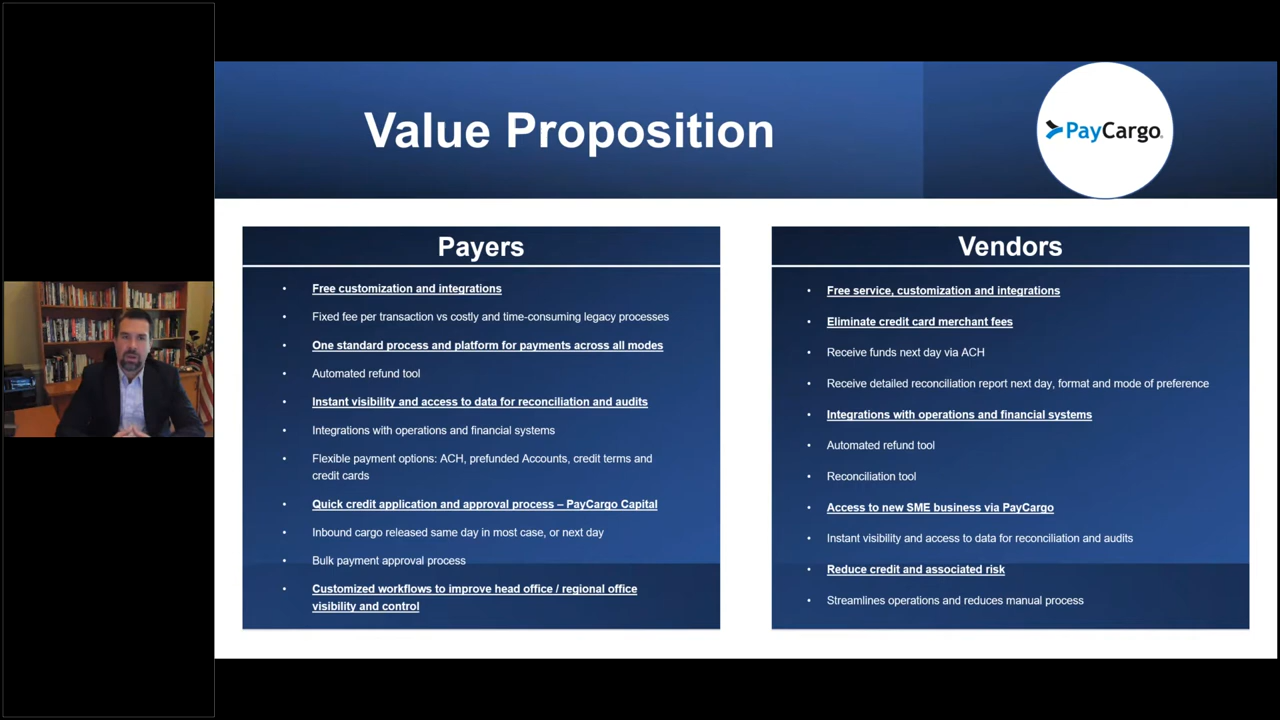 Value Proposition
PayCargo
Payers
• Free customization and integrations
• Fixed fee per transaction vs costly and time-consuming legacy processes
• One standard process and platform for payments across all modes
• Automated refund tool
• Instant visibility and access to data for reconciliation and audits
• Integrations with operations and financial systems
• Flexible payment options: ACH, prefunded Accounts, credit terms and
credit cards
• Quick credit application and approval process – PayCargo Capital
• Inbound cargo released same day in most case, or next day
• Bulk payment approval process
• Customized workflows to improve head office / regional office
visibility and control
Vendors
• Free service, customization and integrations
• Eliminate credit card merchant fees
• Receive funds next day via ACH
• Receive detailed reconciliation report next day, format and mode of preference
• Integrations with operations and financial systems
• Automated refund tool
• Reconciliation tool
• Access to new SME business via PayCargo
• Instant visibility and access to data for reconciliation and audits
• Reduce credit and associated risk
• Streamlines operations and reduces manual process